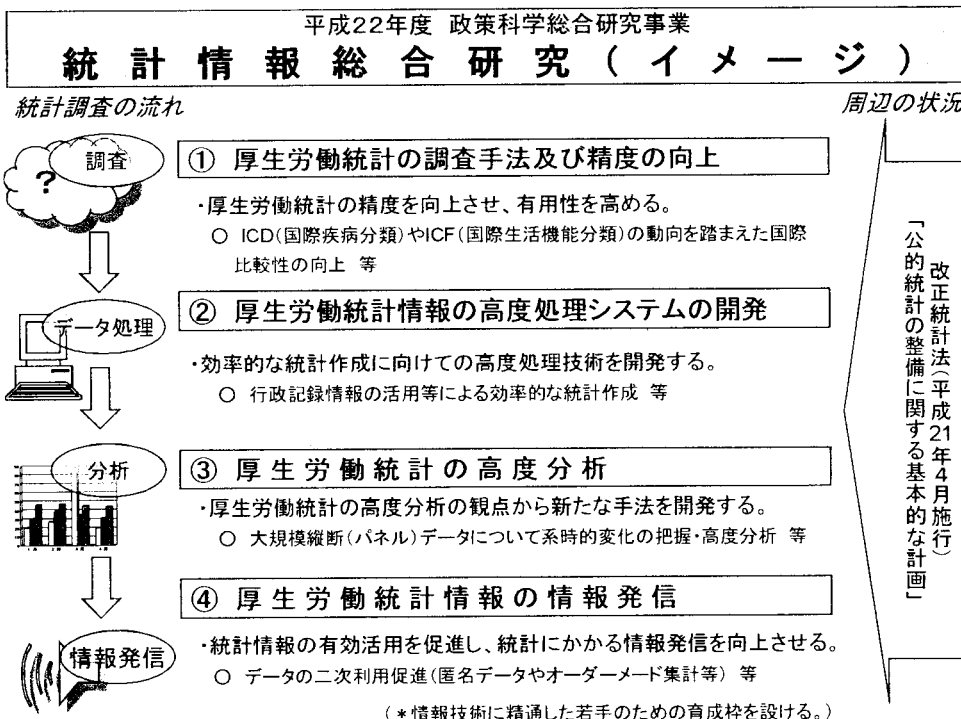 平成22年度 政策科学総合研究事業
統計情報総合研究(イメージ)
統計調査の流れ
周辺の状況
調査
?
① 厚生労働統計の調査手法及び精度の向上
・厚生労働統計の精度を向上させ、有用性を高める。
○ ICD(国際疾病分類)やICF(国際生活機能分類)の動向を踏まえた国際
比較性の向上 等
データ処理
② 厚生労働統計情報の高度処理システムの開発
・効率的な統計作成に向けての高度処理技術を開発する。
○ 行政記録情報の活用等による効率的な統計作成 等
分析
③ 厚生労働統計の高度分析
・厚生労働統計の高度分析の観点から新たな手法を開発する。
○ 大規模縦断(パネル)データについて系時的変化の把握・高度分析 等
情報発信
④ 厚生労働統計情報の情報発信
・統計情報の有効活用を促進し、統計にかかる情報発信を向上させる。
○ データの二次利用促進(匿名データやオーダーメード集計等) 等
(*情報技術に精通した若手のための育成枠を設ける。)
改正統計法(平成21年4月施行)
「公的統計の整備に関する基本的な計画」